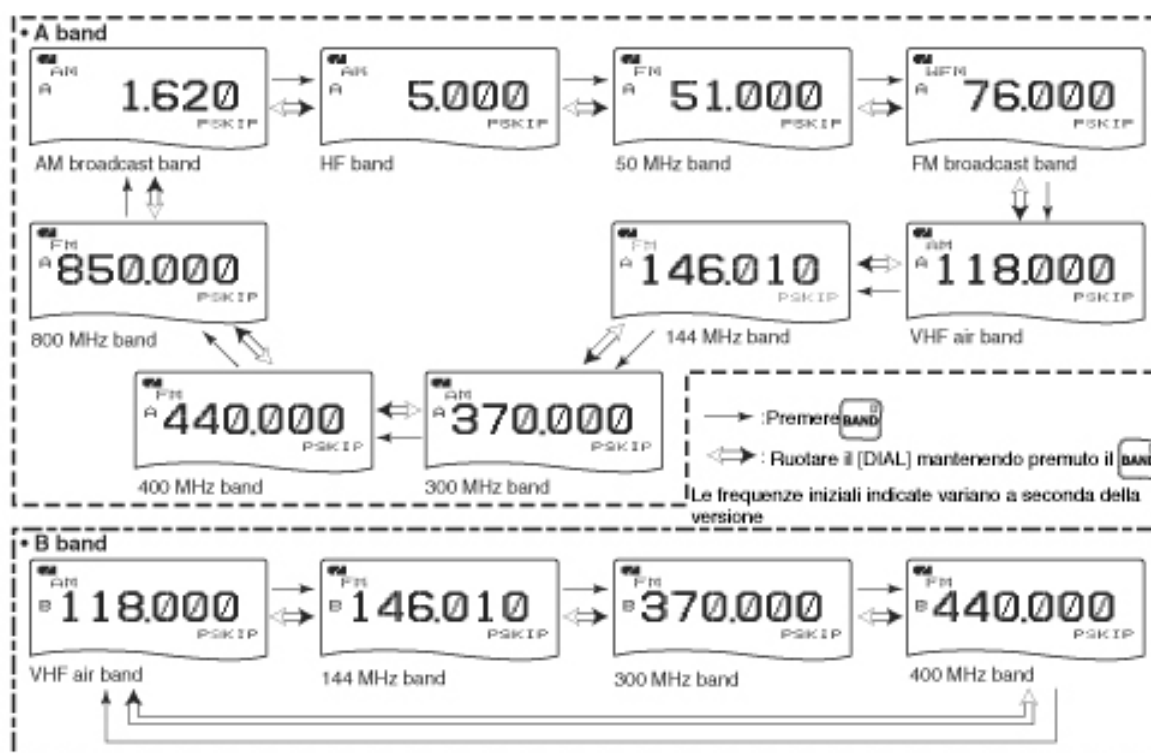 • A band
AM
A 1.620
PSKIP
AM broadcast band
AM
A 5.000
PSKIP
HF band
FM
A 51.000
PSKIP
50 MHz band
WFM
A 76.000
PSKIP
FM broadcast band
FM
A 850.000
PSKIP
800 MHz band
FM
A 146.010
PSKIP
144 MHz band
AM
A 118.000
PSKIP
VHF air band
FM
A 440.000
PSKIP
400 MHz band
AM
A 370.000
PSKIP
300 MHz band
:Premere BAND
: Ruotare il [DIAL] mantenendo premuto il BAND
Le frequenze iniziali indicate variano a seconda della
versione
• B band
AM
B 118.000
PSKIP
VHF air band
FM
B 146.010
PSKIP
144 MHz band
FM
B 370.000
PSKIP
300 MHz band
FM
B 440.000
PSKIP
400 MHz band